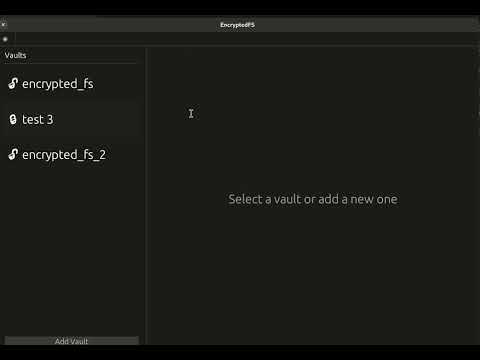 EncryptedFS
Vaults
encrypted_fs
test 3
encrypted_fs_2
Select a vault or add a new one
Add Vault